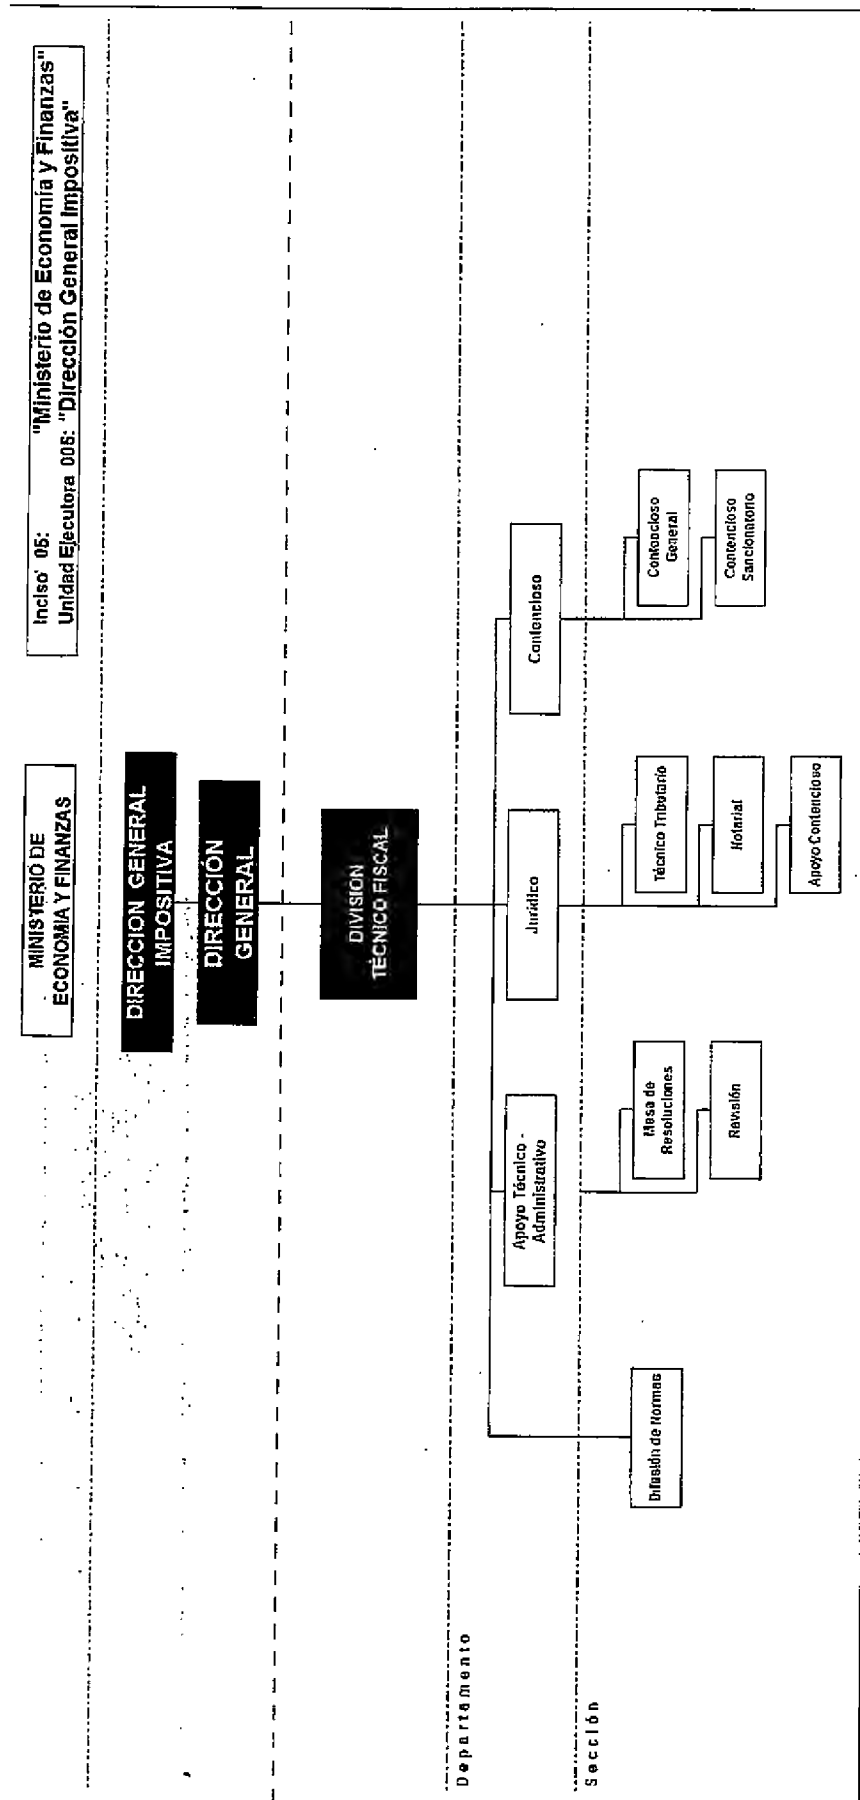 Inciso 05: "Ministerio de Economía y Finanzas"
Unidad Ejecutora 005: "Dirección General Impositiva"
MINISTERIO DE
ECONOMIA Y FINANZAS
DIRECCION GENERAL
IMPOSITIVA
DIRECCIÓN
GENERAL
DIVISION
TÉCNICO FISCAL
Departamento
Apoyo Técnico -
Administrativo
Jurídico
Contencioso
Sección
Difusión de Normas
Mesa de
Resoluciones
Revisión
Técnico Tributario
Notarial
Apoyo Contencioso
Contencioso
General
Contencioso
Sancionatorio